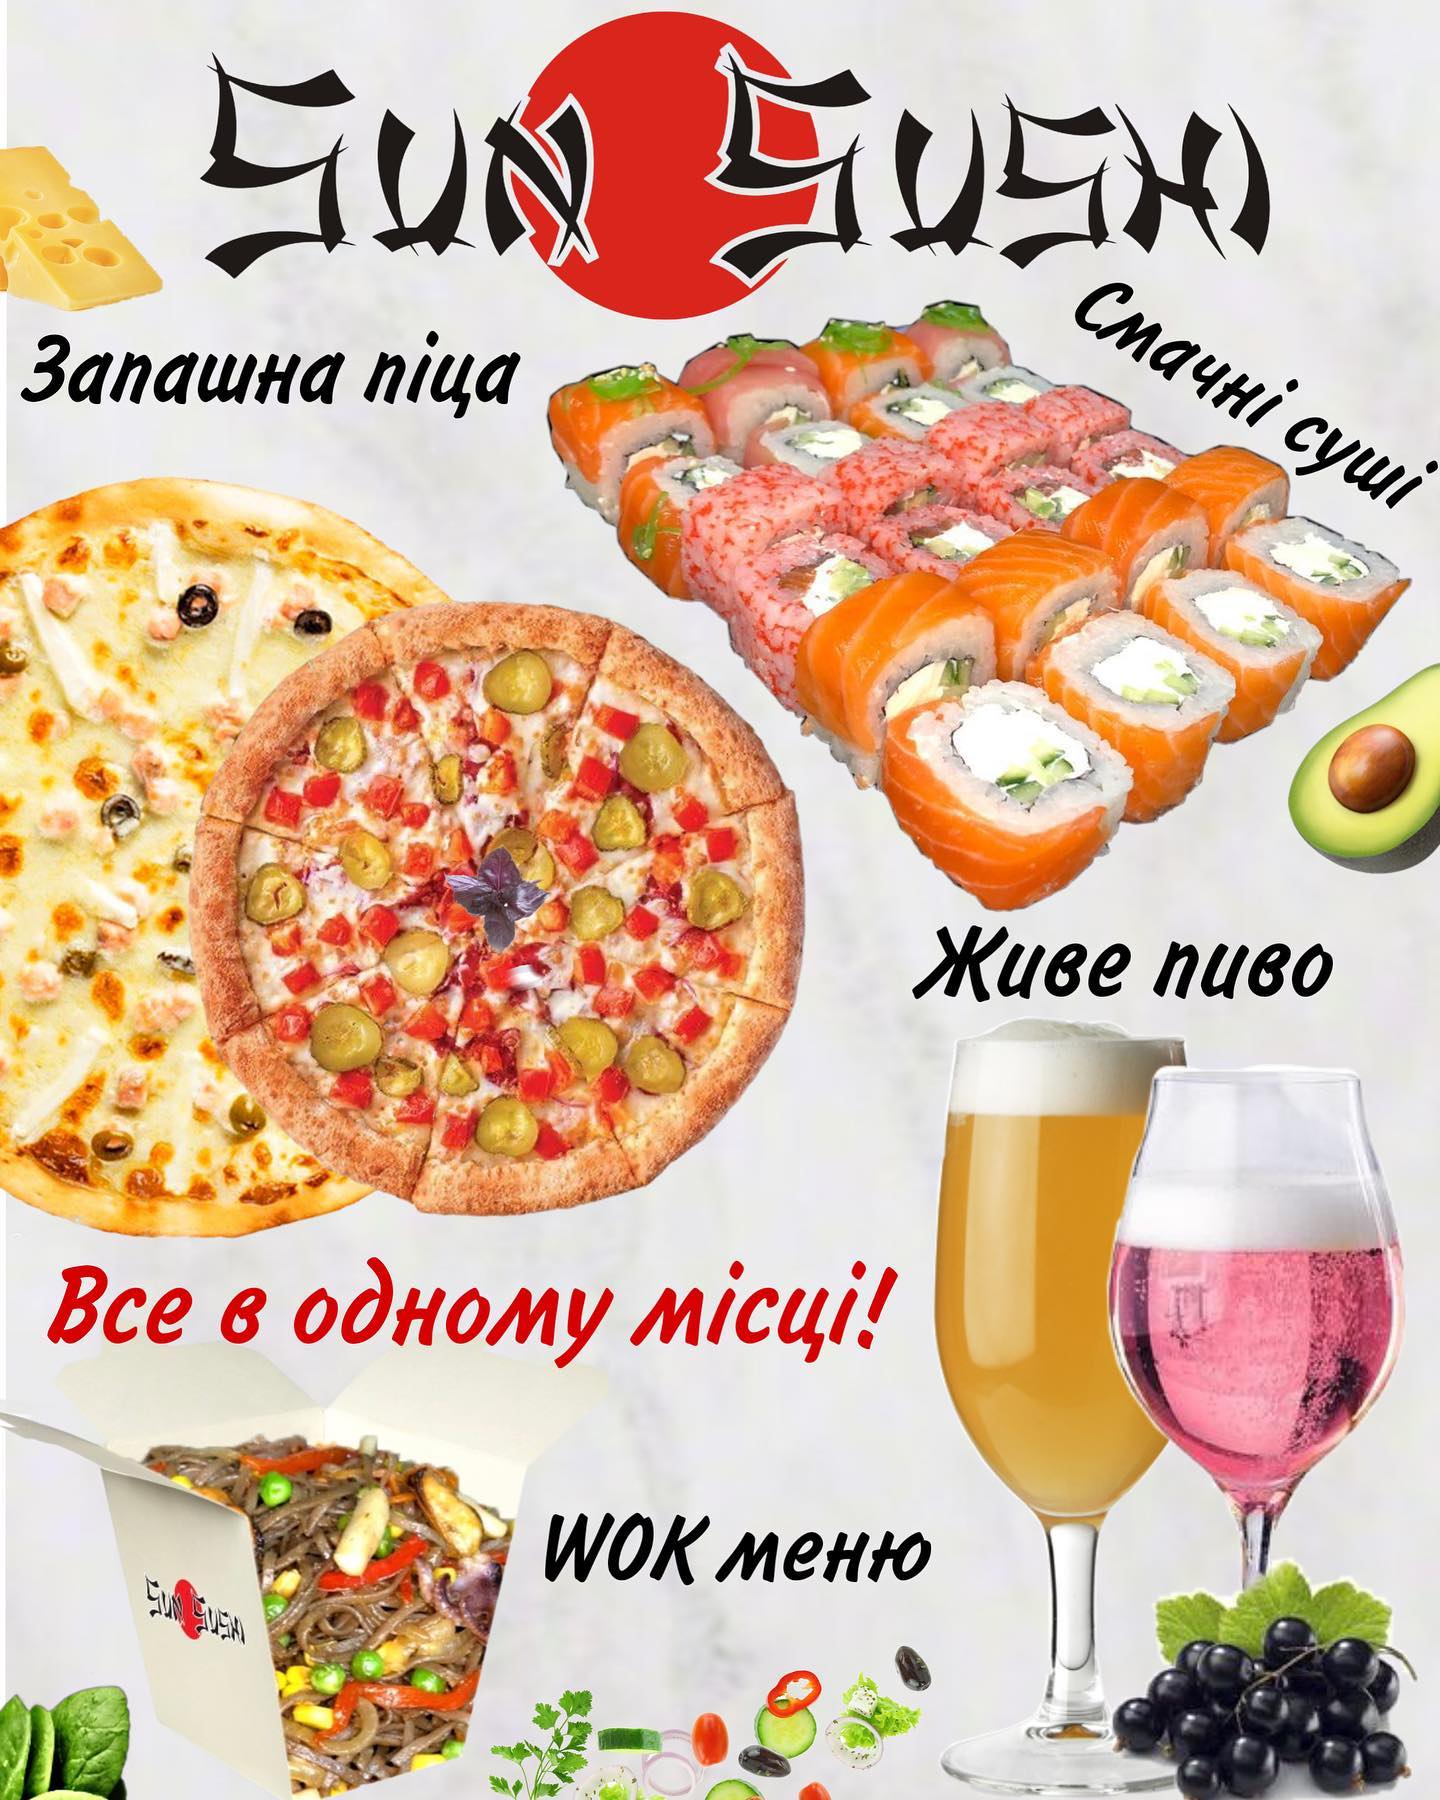 SUN SUSHI
Запашна піца
Смачні суші
Живе пиво
Все в одному місці!
WOK меню
SUN SUSHI